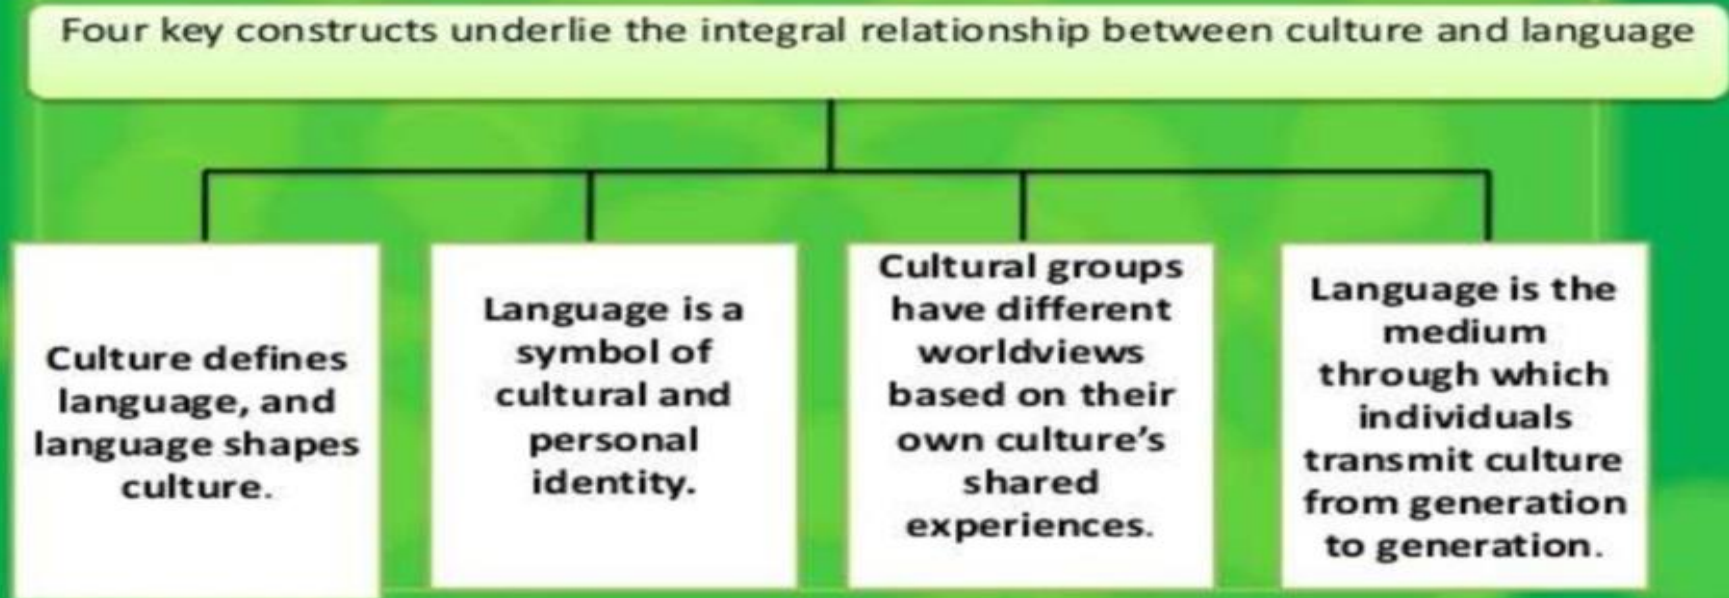 Four key constructs underlie the integral relationship between culture and language
Culture defines
language, and
language shapes
culture.
Language is a
symbol of
cultural and
personal
identity.
Cultural groups
have different
worldviews
based on their
own culture’s
shared
experiences.
Language is the
medium
through which
individuals
transmit culture
from generation
to generation.